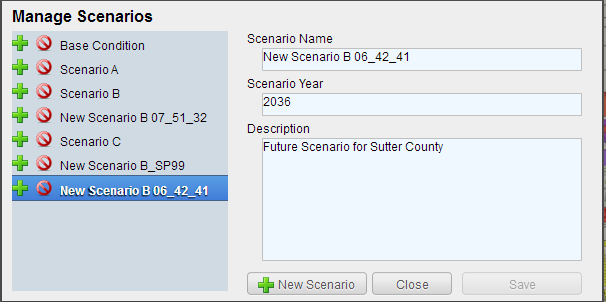 Manage Scenarios
Base Condition
Scenario A
Scenario B
New Scenario B 07_51_32
Scenario C
New Scenario B_SP99
New Scenario B 06_42_41
Scenario Name
New Scenario B 06_42_41
Scenario Year
2036
Description
Future Scenario for Sutter County
New Scenario
Close
Save